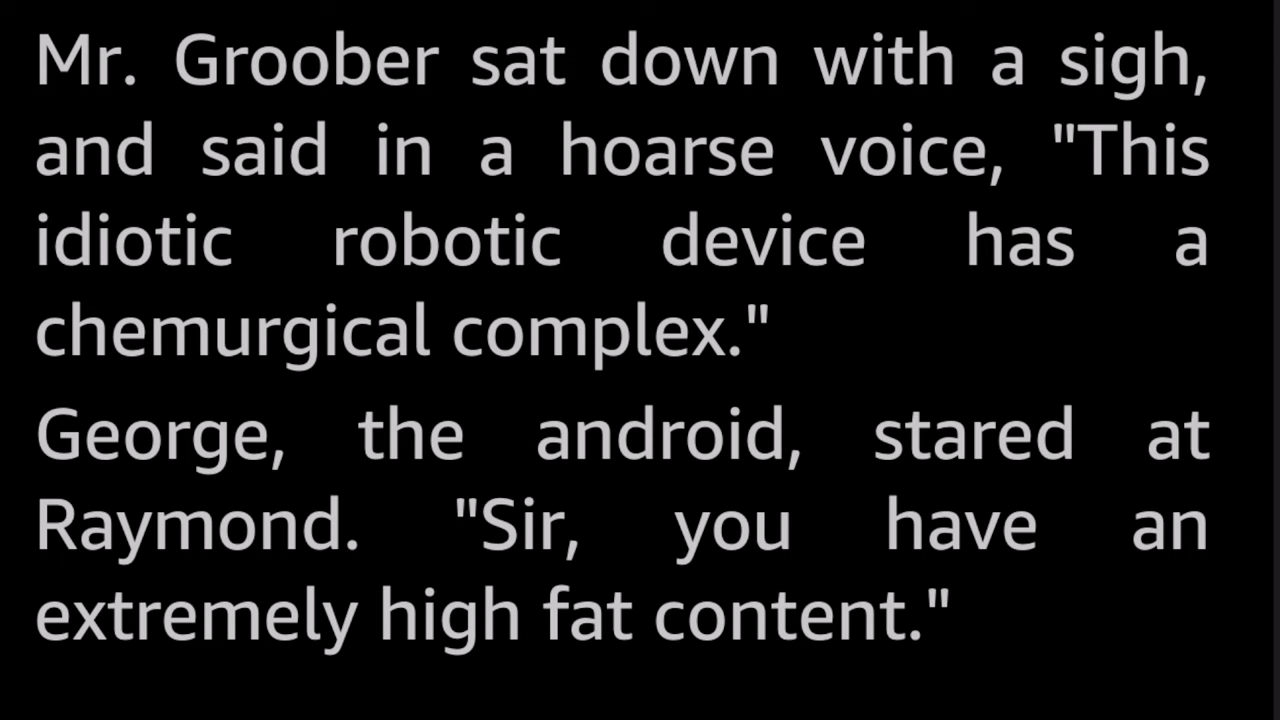 Mr. Groober sat down with a sigh,
and said in a hoarse voice, "This
idiotic robotic device has a
chemurgical complex."
George, the android, stared at
Raymond. "Sir, you have an
extremely high fat content."